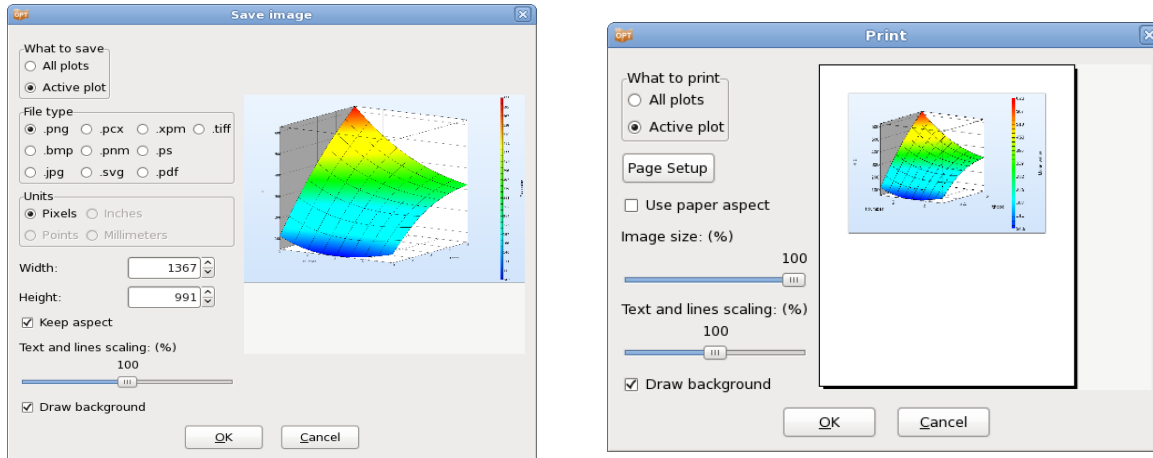 Save image
What to save
All plots
Active plot
File type
.png .pcx .xpm .tiff
.bmp .pnm .ps
.jpg .svg .pdf
Units
Pixels Inches
Points Millimeters
Width: 1367
Height: 991
Keep aspect
Text and lines scaling: (%)
100
Draw background
OK Cancel
Print
What to print
All plots
Active plot
Page Setup
Use paper aspect
Image size: (%)
100
Text and lines scaling: (%)
100
Draw background
OK Cancel